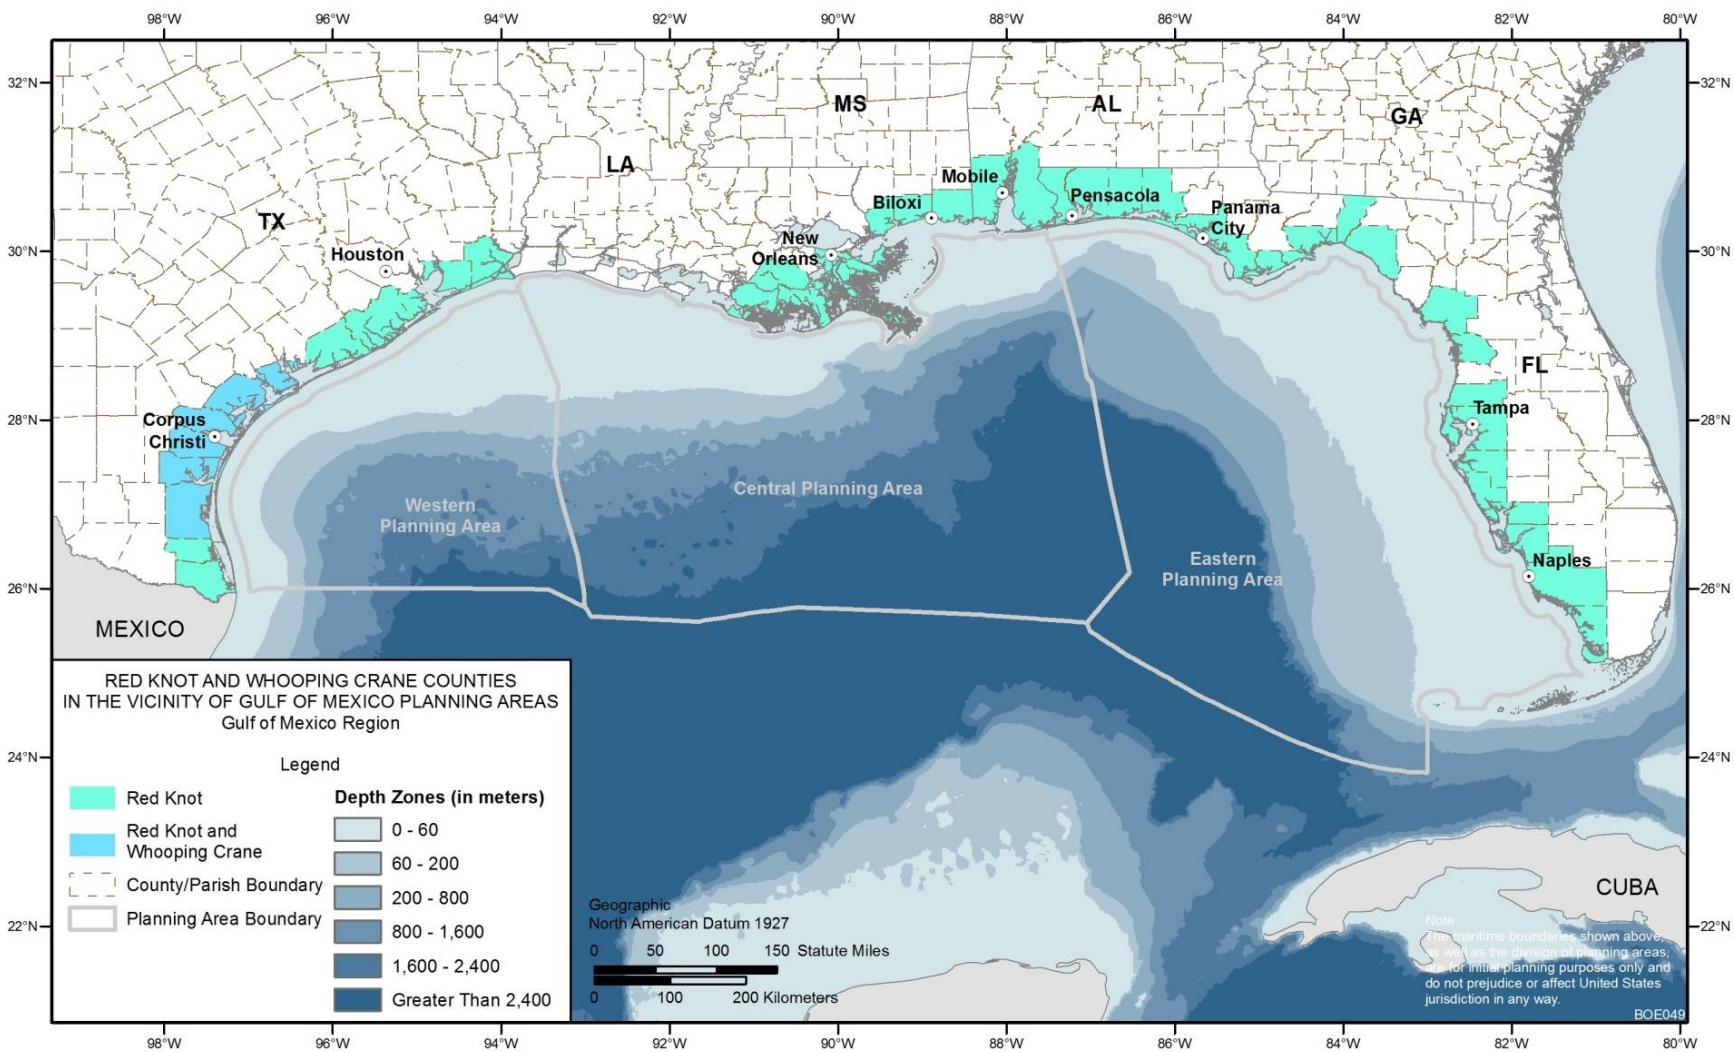 98°W 96°W 94°W 92°W 90°W 88°W 86°W 84°W 82°W 80°W
32°N 32°N
MS AL GA
LA
Mobile
Biloxi Pensacola
TX
Panama
City
New
Orleans
Houston
30°N 30°N
FL
28°N 28°N
Corpus
Christi
Tampa
Central Planning Area
Western
Planning Area
Eastern
Planning Area
Naples
26°N 26°N
MEXICO
RED KNOT AND WHOOPING CRANE COUNTIES
IN THE VICINITY OF GULF OF MEXICO PLANNING AREAS
Gulf of Mexico Region
24°N 24°N
Legend
Red Knot
Red Knot and
Whooping Crane
County/Parish Boundary
Planning Area Boundary
Depth Zones (in meters)
0 - 60
60 - 200
200 - 800
800 - 1,600
1,600 - 2,400
Greater Than 2,400
22°N 22°N
Geographic
North American Datum 1927
0 50 100 150 Statute Miles
0 100 200 Kilometers
CUBA
Note
The maritime boundaries shown above,
as well as the division of planning areas,
are for initial planning purposes only and
do not prejudice or affect United States
jurisdiction in any way.
BOE049
98°W 96°W 94°W 92°W 90°W 88°W 86°W 84°W 82°W 80°W